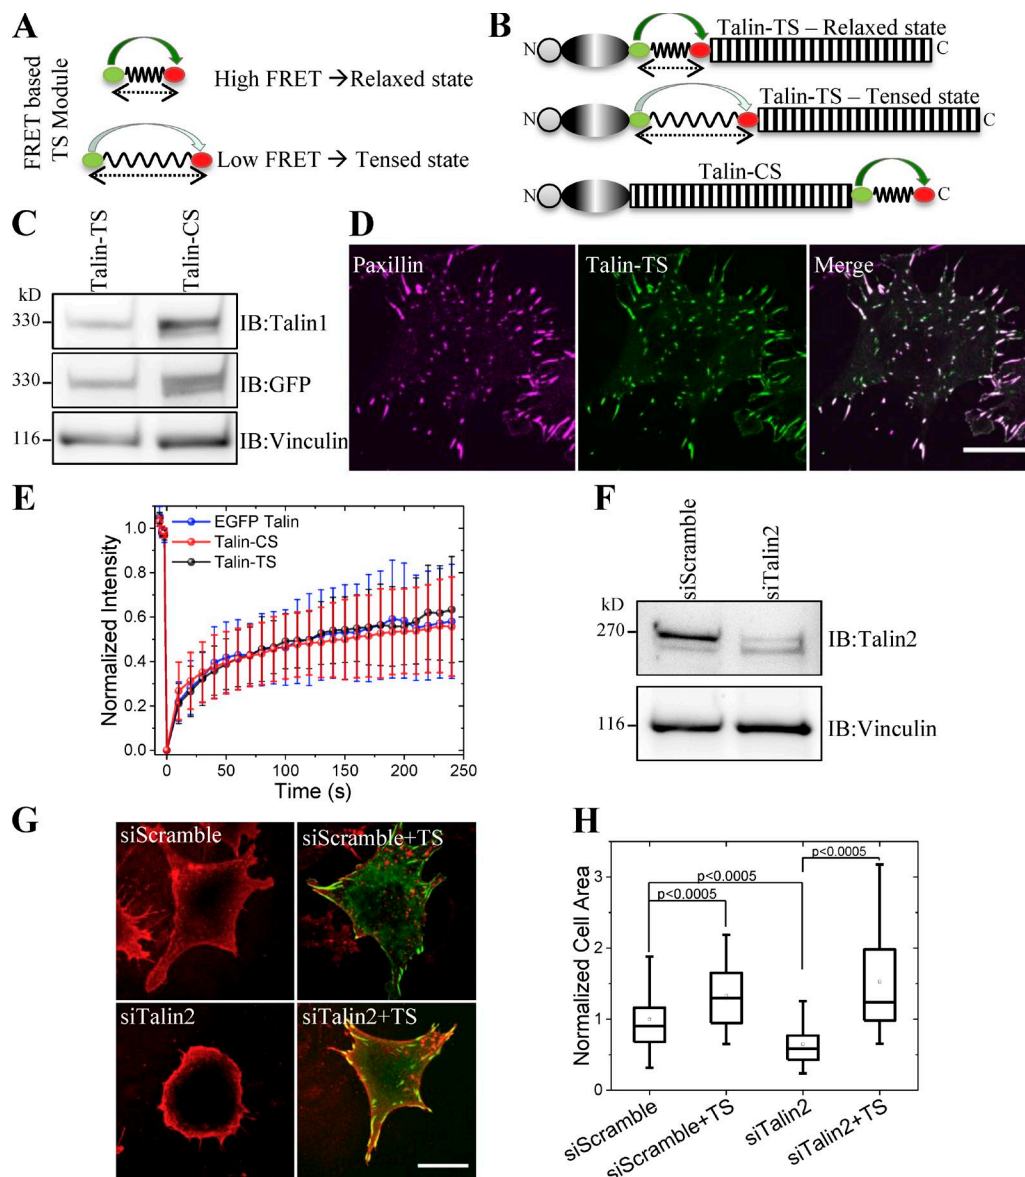 A
FRET based
TS Module
High FRET →Relaxed state
Low FRET → Tensed state
B
Talin-TS – Relaxed state
N
C
Talin-TS – Tensed state
N
C
Talin-CS
N
C
C
Talin-TS
Talin-CS
kD
330
IB:Talin1
330
IB:GFP
116
IB:Vinculin
D
Paxillin
Talin-TS
Merge
E
Normalized Intensity
1.0
0.8
0.6
0.4
0.2
0.0
EGFP Talin
Talin-CS
Talin-TS
0 50 100 150 200 250
Time (s)
F
siScramble
siTalin2
kD
270
IB:Talin2
116
IB:Vinculin
G
siScramble
siScramble+TS
siTalin2
siTalin2+TS
H
Normalized Cell Area
3
2
1
0
p<0.0005
p<0.0005
p<0.0005
siScramble
siScramble+TS
siTalin2
siTalin2+TS